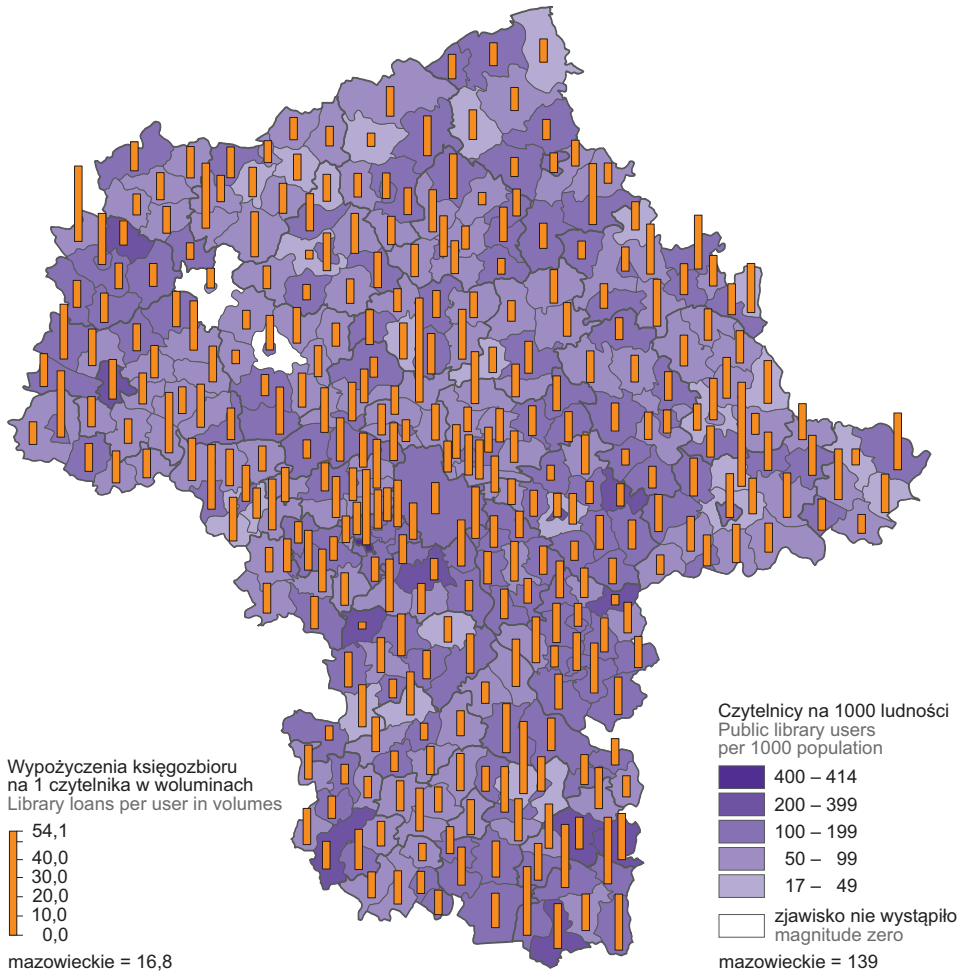 Wypożyczenia księgozbioru
na 1 czytelnika w woluminach
Library loans per user in volumes
54,1
40,0
30,0
20,0
10,0
0,0
mazowieckie = 16,8
Czytelnicy na 1000 ludności
Public library users
per 1000 population
400 – 414
200 – 399
100 – 199
50 – 99
17 – 49
zjawisko nie wystąpiło
magnitude zero
mazowieckie = 139